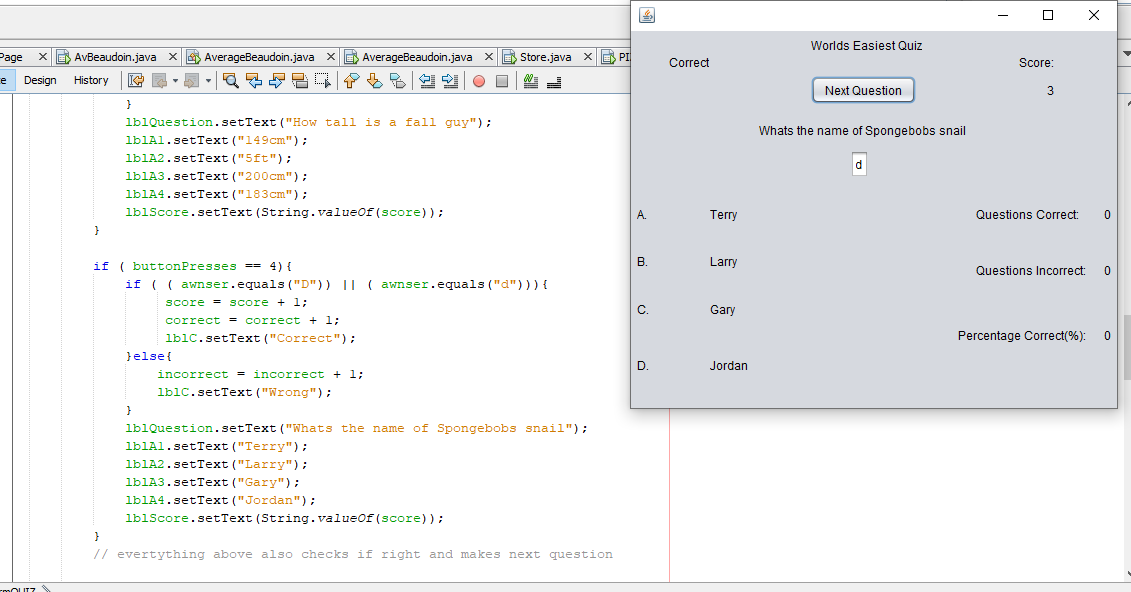 Page AvBeaudoin.java AverageBeaudoin.java AverageBeaudoin.java Store.java
Design History
}
lblQuestion.setText("How tall is a fall guy");
lblA1.setText("149cm");
lblA2.setText("5ft");
lblA3.setText("200cm");
lblA4.setText("183cm");
lblScore.setText(String.valueOf(score));
}
if ( buttonPresses == 4){
if ( ( awnser.equals("D")) || ( awnser.equals("d"))){
score = score + 1;
correct = correct + 1;
lblC.setText("Correct");
}else{
incorrect = incorrect + 1;
lblC.setText("Wrong");
}
lblQuestion.setText("Whats the name of Spongebobs snail");
lblA1.setText("Terry");
lblA2.setText("Larry");
lblA3.setText("Gary");
lblA4.setText("Jordan");
lblScore.setText(String.valueOf(score));
}
// evertything above also checks if right and makes next question
Worlds Easiest Quiz
Correct Score:
Next Question 3
Whats the name of Spongebobs snail
d
A. Terry Questions Correct: 0
B. Larry
Questions Incorrect: 0
C. Gary
Percentage Correct(%): 0
D. Jordan